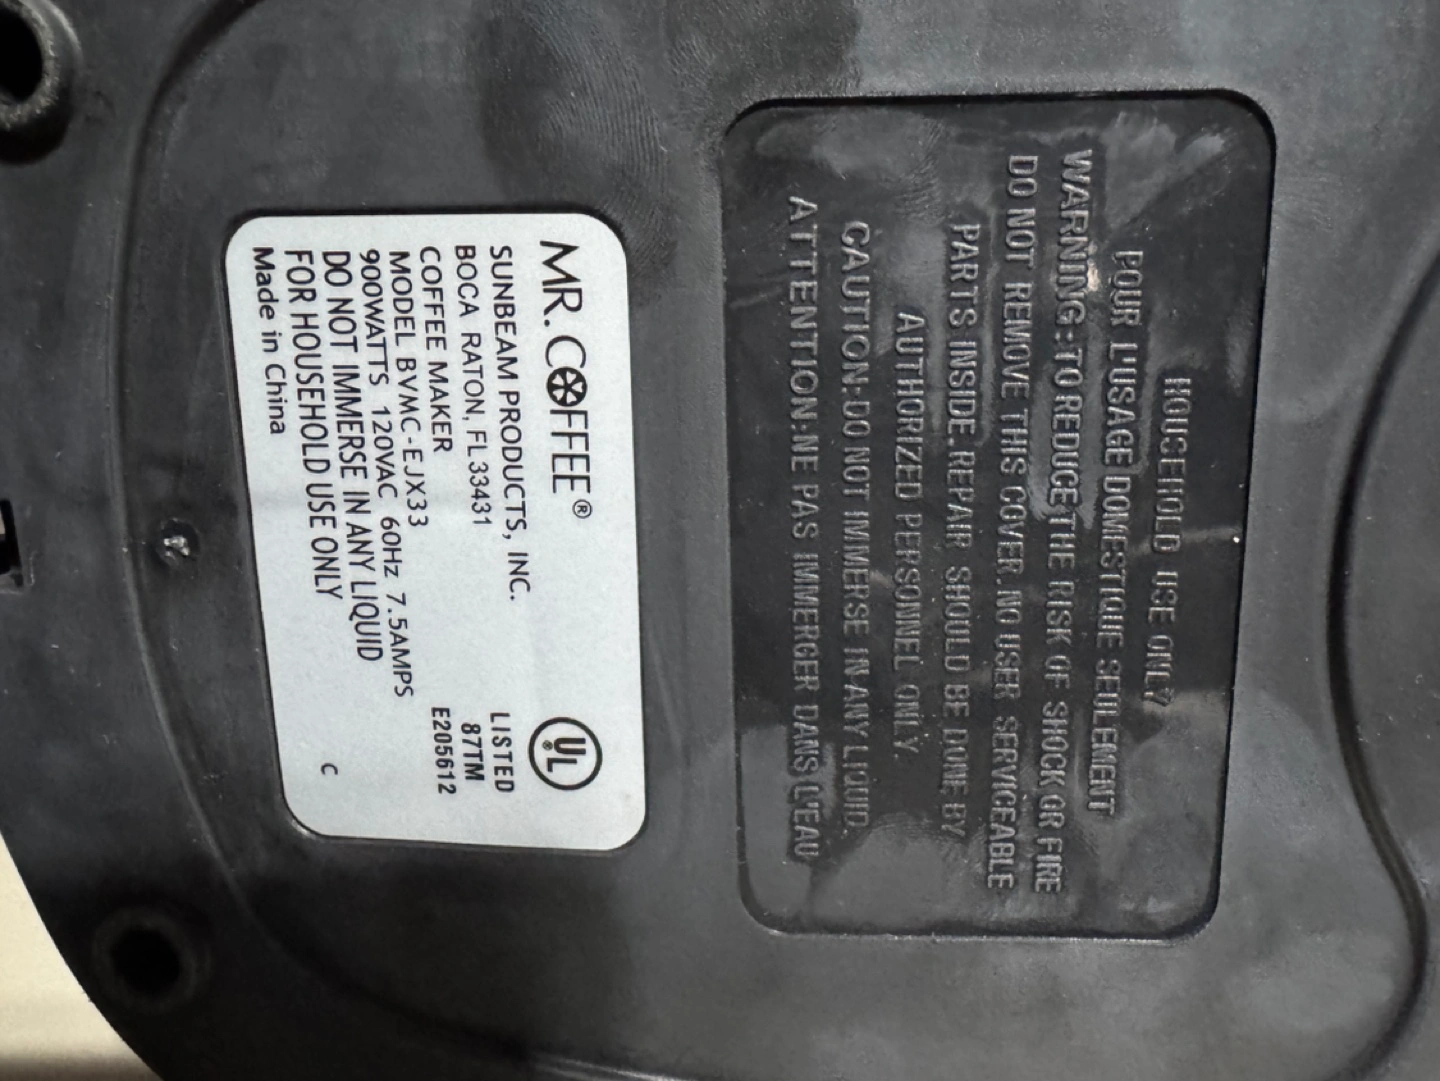 MR. COFFEE®
SUNBEAM PRODUCTS, INC.
BOCA RATON, FL 33431
COFFEE MAKER
MODEL BVMC-EJX33
900WATTS 120VAC 60Hz 7.5AMPS
DO NOT IMMERSE IN ANY LIQUID
FOR HOUSEHOLD USE ONLY
Made in China
UL
®
LISTED
87TM
E205612
C
HOUSEHOLD USE ONLY
POUR L'USAGE DOMESTIQUE SEULEMENT
WARNING:TO REDUCE THE RISK OF SHOCK OR FIRE
DO NOT REMOVE THIS COVER. NO USER SERVICEABLE
PARTS INSIDE. REPAIR SHOULD BE DONE BY
AUTHORIZED PERSONNEL ONLY.
CAUTION:DO NOT IMMERSE IN ANY LIQUID
ATTENTION:NE PAS IMMERGER DANS L'EAU